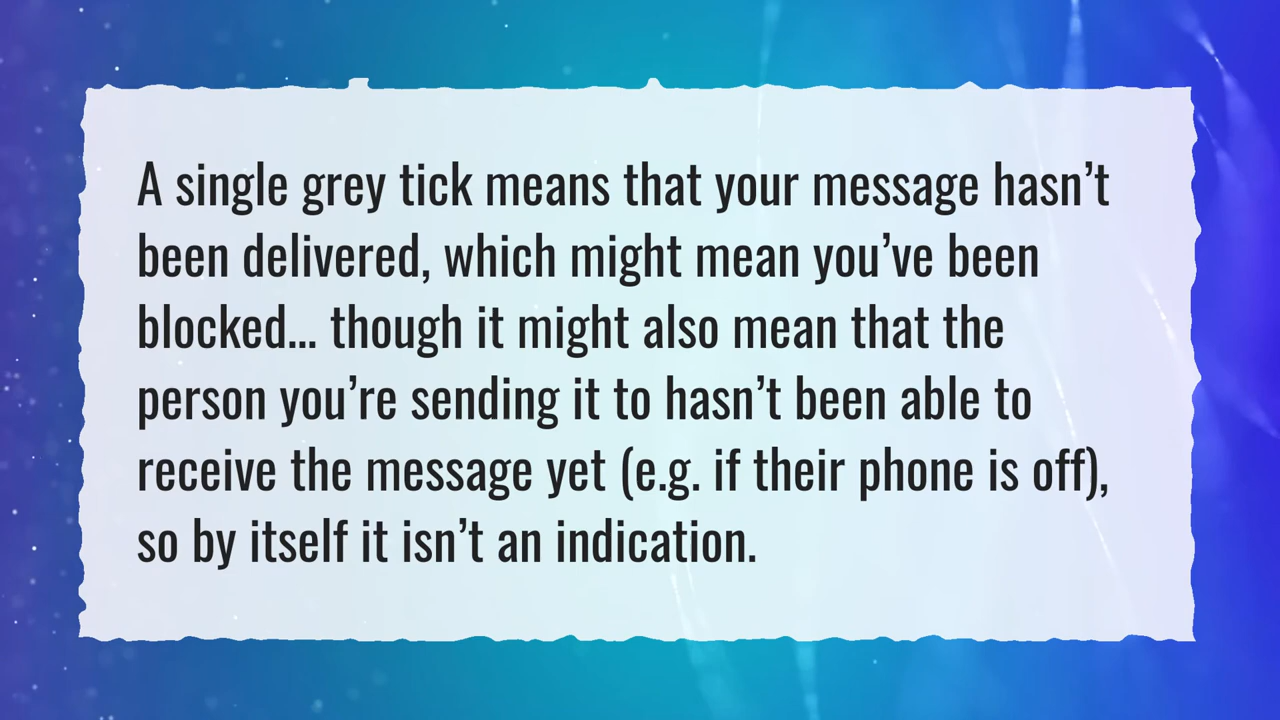 A single grey tick means that your message hasn’t
been delivered, which might mean you’ve been
blocked... though it might also mean that the
person you’re sending it to hasn’t been able to
receive the message yet (e.g. if their phone is off),
so by itself it isn’t an indication.